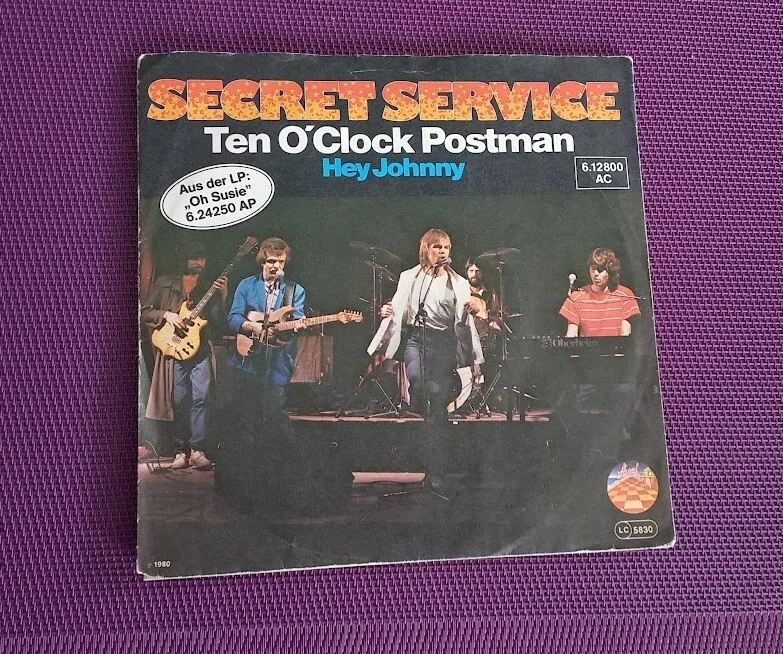 SECRET SERVICE
Ten O'Clock Postman
Hey Johnny
Aus der LP:
„Oh Susie”
6.24250 AP
6.12800
AC
Oberheim
LC 5830
℗ 1980